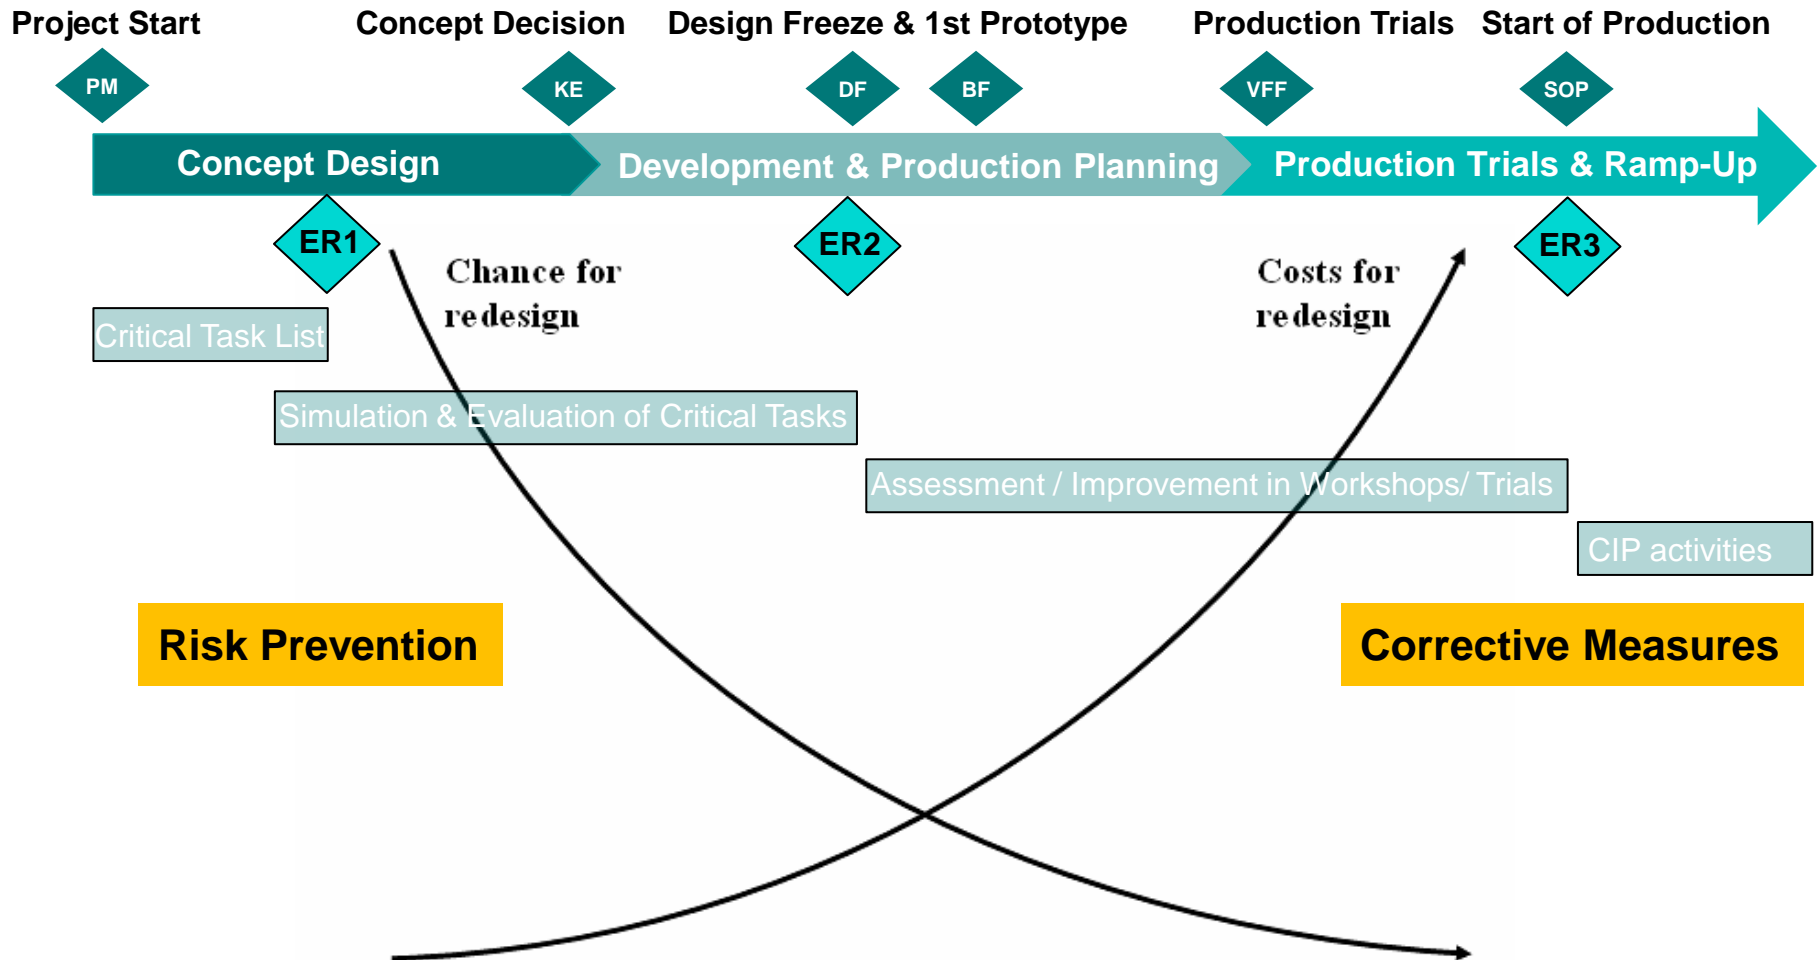 Project Start
Concept Decision
Design Freeze & 1st Prototype
Production Trials
Start of Production
PM
KE
DF
BF
VFF
SOP
Concept Design
Development & Production Planning
Production Trials & Ramp-Up
ER1
ER2
ER3
Chance for
redesign
Costs for
redesign
Critical Task List
Simulation & Evaluation of Critical Tasks
Assessment / Improvement in Workshops/ Trials
CIP activities
Risk Prevention
Corrective Measures